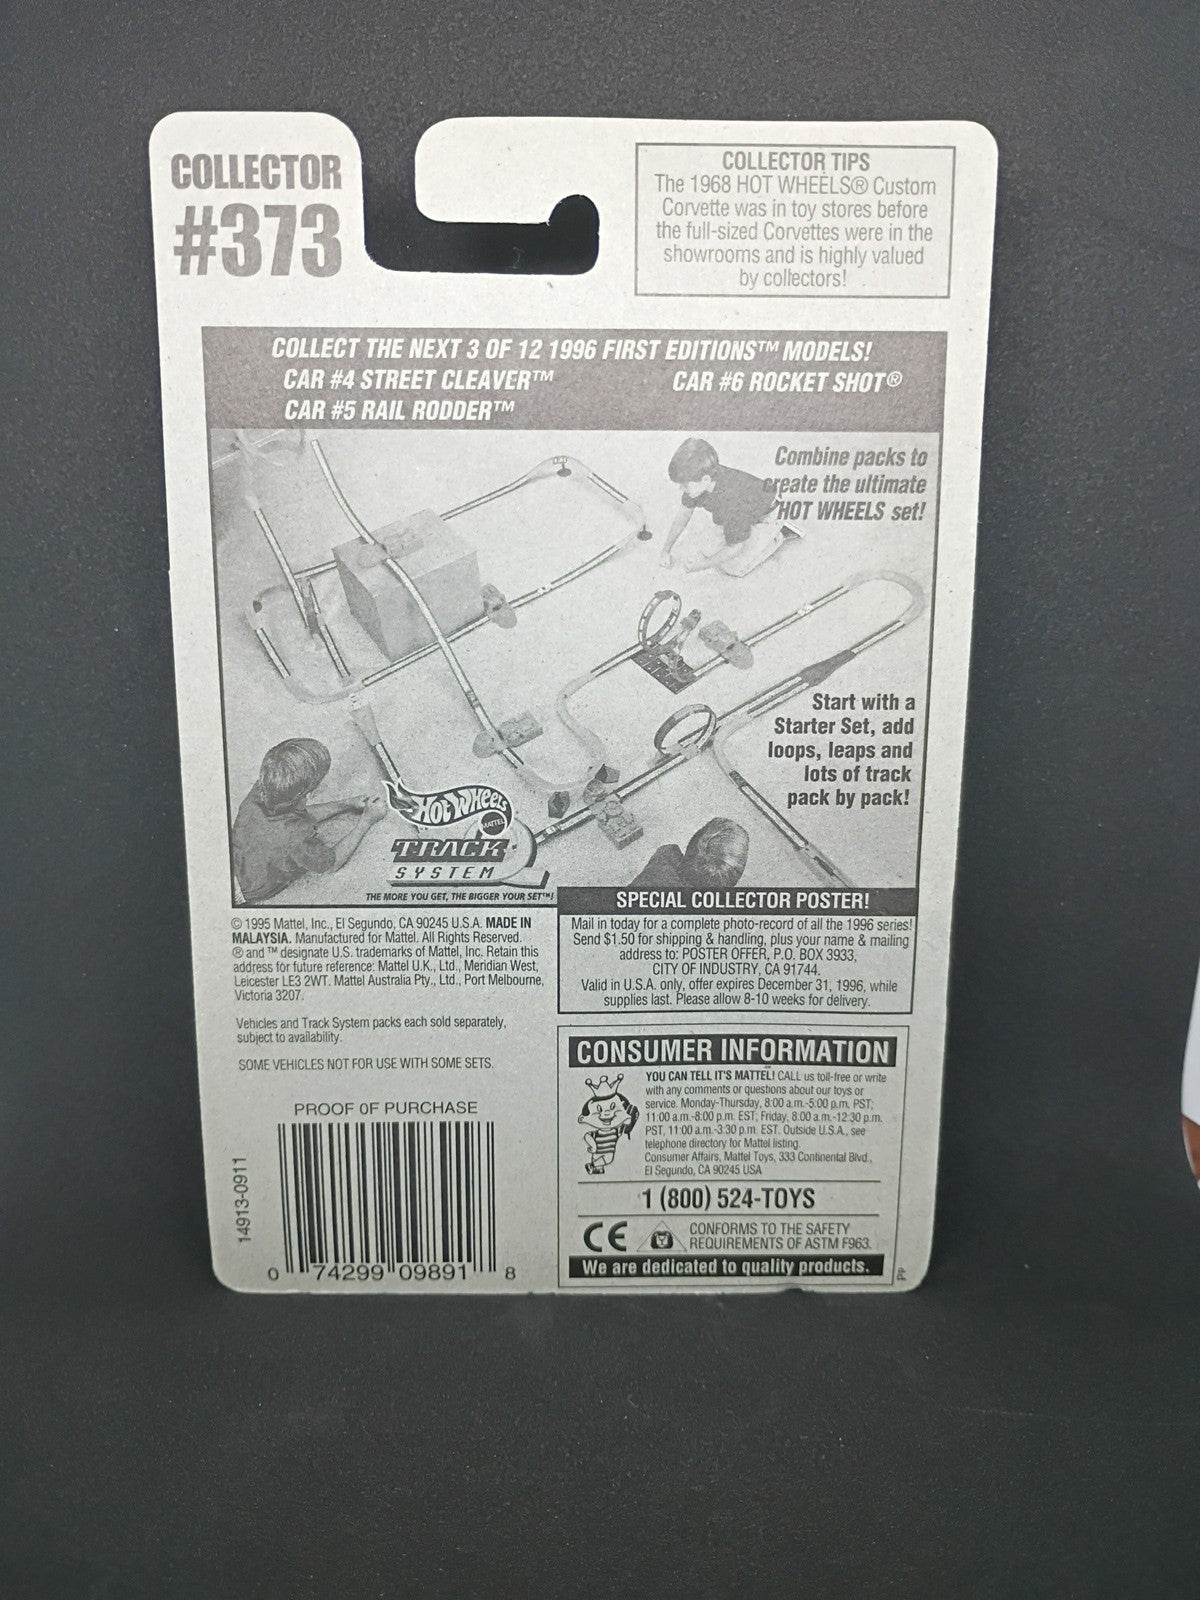 COLLECTOR
#373
COLLECTOR TIPS
The 1968 HOT WHEELS® Custom
Corvette was in toy stores before
the full-sized Corvettes were in the
showrooms and is highly valued
by collectors!
COLLECT THE NEXT 3 OF 12 1996 FIRST EDITIONS™ MODELS!
CAR #4 STREET CLEAVER™
CAR #6 ROCKET SHOT®
CAR #5 RAIL RODDER™
Combine packs to
create the ultimate
HOT WHEELS set!
Start with a
Starter Set, add
loops, leaps and
lots of track
pack by pack!
HOT WHEELS
MATTEL
TRACK
SYSTEM
THE MORE YOU GET, THE BIGGER YOUR SET™!
© 1995 Mattel, Inc., El Segundo, CA 90245 U.S.A. MADE IN
MALAYSIA. Manufactured for Mattel. All Rights Reserved.
® and ™ designate U.S. trademarks of Mattel, Inc. Retain this
address for future reference: Mattel U.K., Ltd., Meridian West,
Leicester LE3 2WT. Mattel Australia Pty., Ltd., Port Melbourne,
Victoria 3207.
Vehicles and Track System packs each sold separately,
subject to availability.
SOME VEHICLES NOT FOR USE WITH SOME SETS.
PROOF OF PURCHASE
14913-0911
0 74299 09891 8
SPECIAL COLLECTOR POSTER!
Mail in today for a complete photo-record of all the 1996 series!
Send $1.50 for shipping & handling, plus your name & mailing
address to: POSTER OFFER, P.O. BOX 3933,
CITY OF INDUSTRY, CA 91744.
Valid in U.S.A. only, offer expires December 31, 1996, while
supplies last. Please allow 8-10 weeks for delivery.
CONSUMER INFORMATION
YOU CAN TELL IT'S MATTEL! CALL us toll-free or write
with any comments or questions about our toys or
service. Monday-Thursday, 8:00 a.m.-5:00 p.m. PST;
11:00 a.m.-8:00 p.m. EST; Friday, 8:00 a.m.-12:30 p.m.
PST, 11:00 a.m.-3:30 p.m. EST. Outside U.S.A., see
telephone directory for Mattel listing.
Consumer Affairs, Mattel Toys, 333 Continental Blvd.,
El Segundo, CA 90245 USA
1 (800) 524-TOYS
CE
CONFORMS TO THE SAFETY
REQUIREMENTS OF ASTM F963.
We are dedicated to quality products.
PP